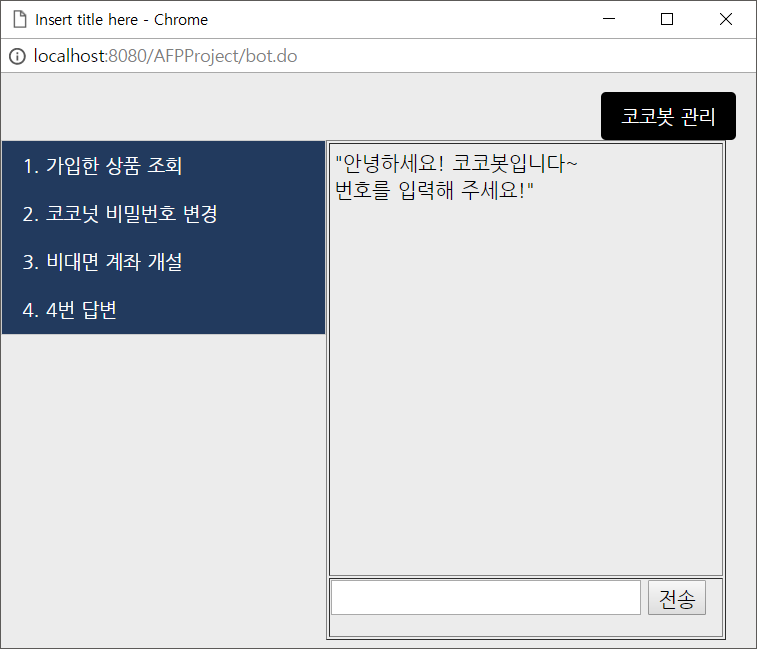 Insert title here - Chrome
localhost:8080/AFPProject/bot.do
코코봇 관리
1. 가입한 상품 조회
2. 코코넛 비밀번호 변경
3. 비대면 계좌 개설
4. 4번 답변
"안녕하세요! 코코봇입니다~
번호를 입력해 주세요!"
전송